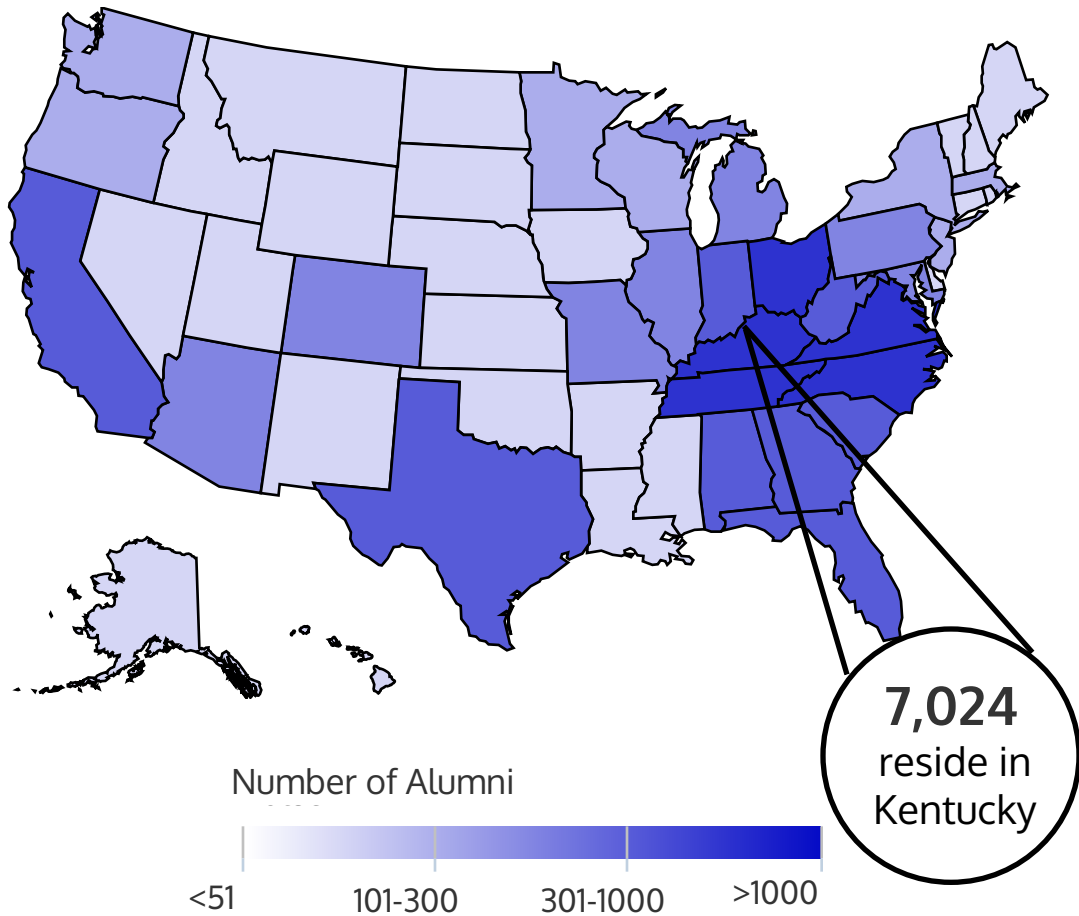 7,024
reside in
Kentucky
Number of Alumni
<51
101-300
301-1000
>1000